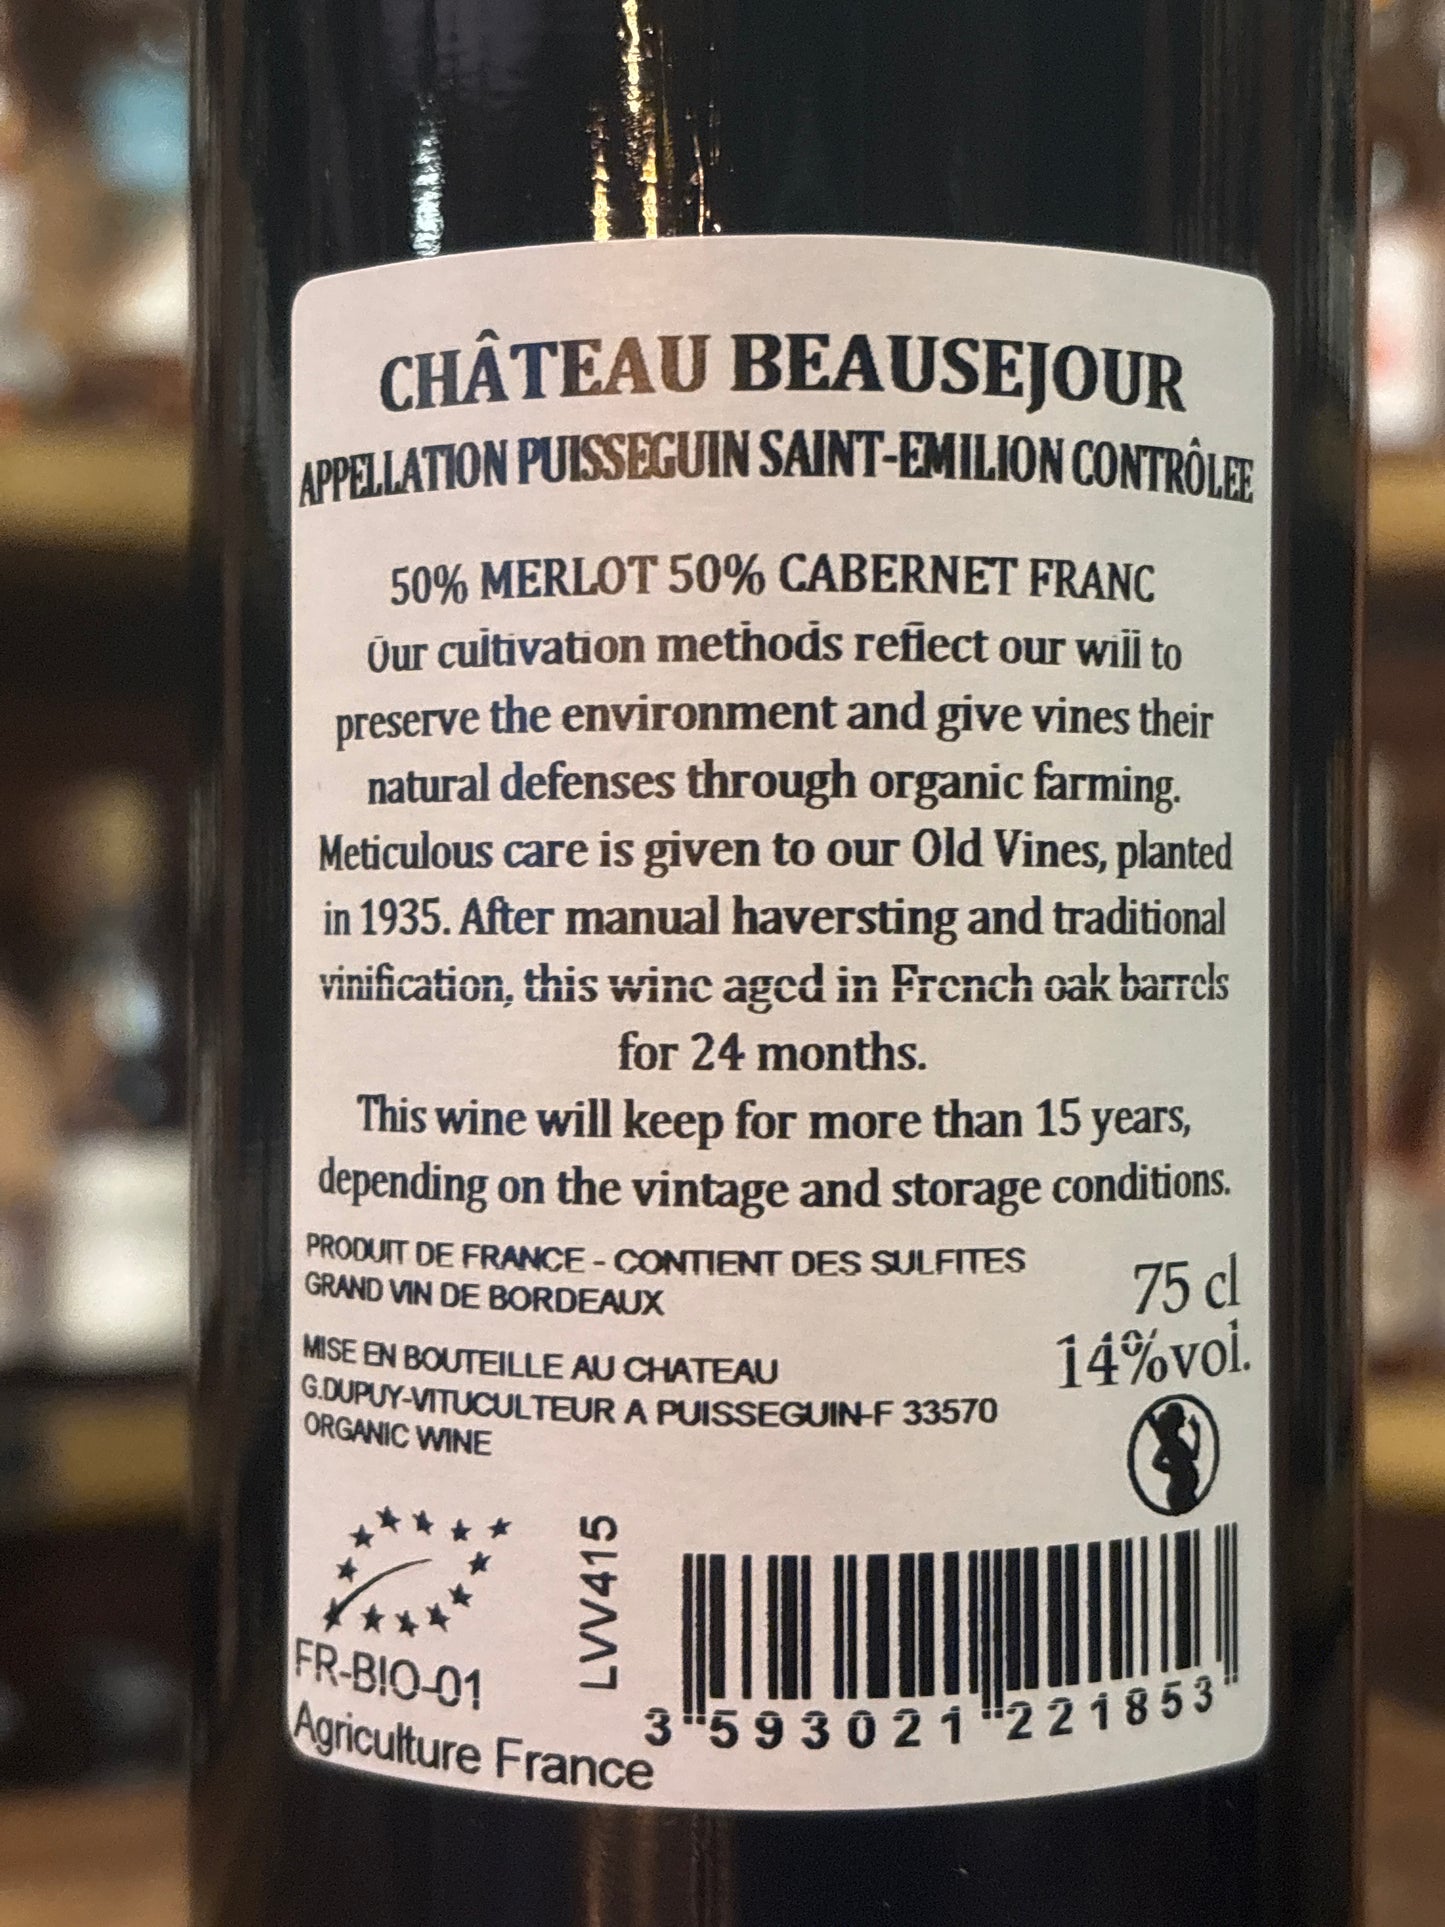 CHÂTEAU BEAUSEJOUR
APPELLATION PUISSEGUIN SAINT-EMILION CONTRÔLEE
50% MERLOT 50% CABERNET FRANC
Our cultivation methods reflect our will to
preserve the environment and give vines their
natural defenses through organic farming.
Meticulous care is given to our Old Vines, planted
in 1935. After manual haversting and traditional
vinification, this wine aged in French oak barrels
for 24 months.
This wine will keep for more than 15 years,
depending on the vintage and storage conditions.
PRODUIT DE FRANCE - CONTIENT DES SULFITES
GRAND VIN DE BORDEAUX
75 cl
14%vol.
MISE EN BOUTEILLE AU CHATEAU
G.DUPUY-VITUCULTEUR A PUISSEGUIN-F 33570
ORGANIC WINE
FR-BIO-01
Agriculture France
LVV415
3 593021 221853